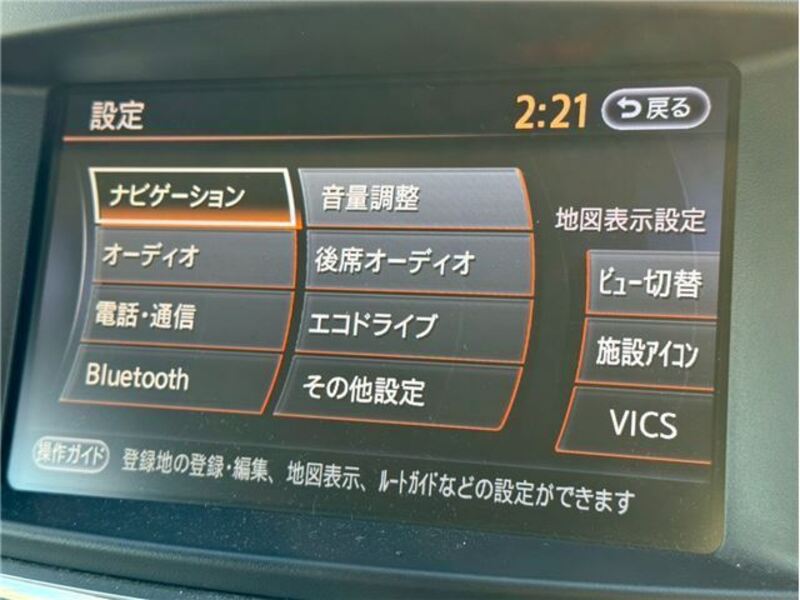 設定
2:21
戻る
ナビゲーション
音量調整
地図表示設定
オーディオ
後席オーディオ
ビュー切替
電話・通信
エコドライブ
施設アイコン
Bluetooth
その他設定
VICS
操作ガイド
登録地の登録・編集、地図表示、ルートガイドなどの設定ができます